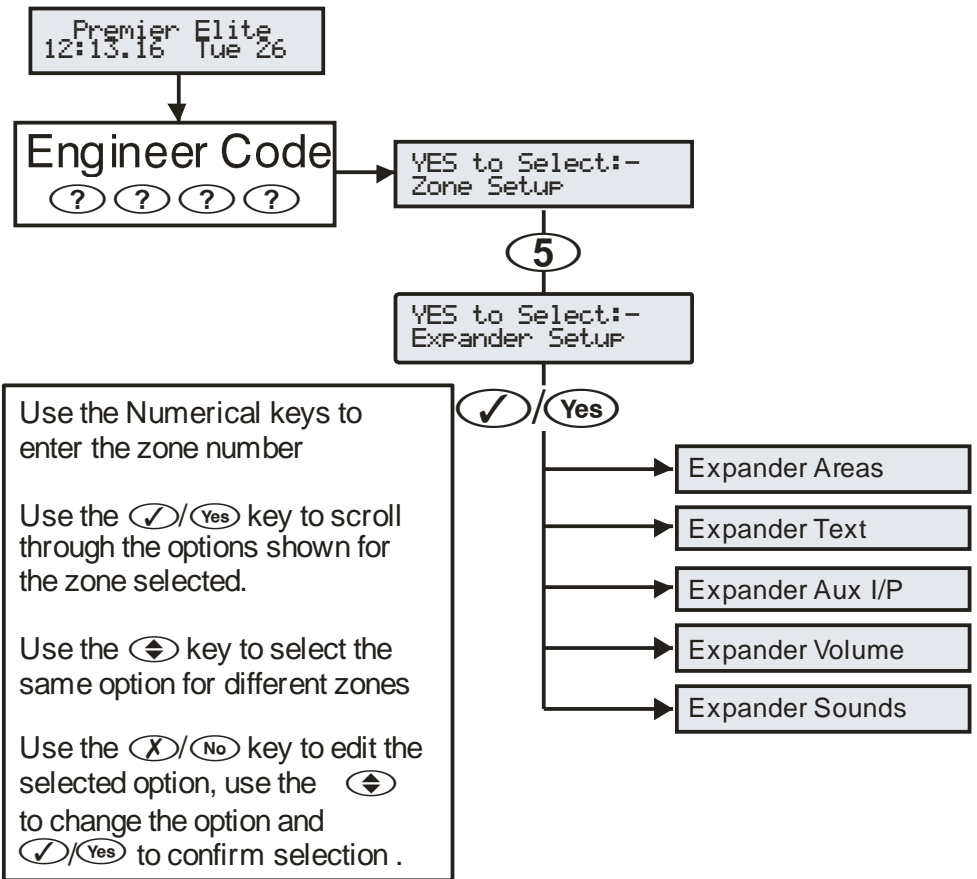 Premier Elite
12:13.16 Tue 26
Engineer Code
? ? ? ?
YES to Select:-
Zone Setup
5
YES to Select:-
Expander Setup
✓/Yes
Use the Numerical keys to
enter the zone number
Use the ✓/Yes key to scroll
through the options shown for
the zone selected.
Use the key to select the
same option for different zones
Use the ✗/No key to edit the
selected option, use the
to change the option and
✓/Yes to confirm selection .
Expander Areas
Expander Text
Expander Aux I/P
Expander Volume
Expander Sounds